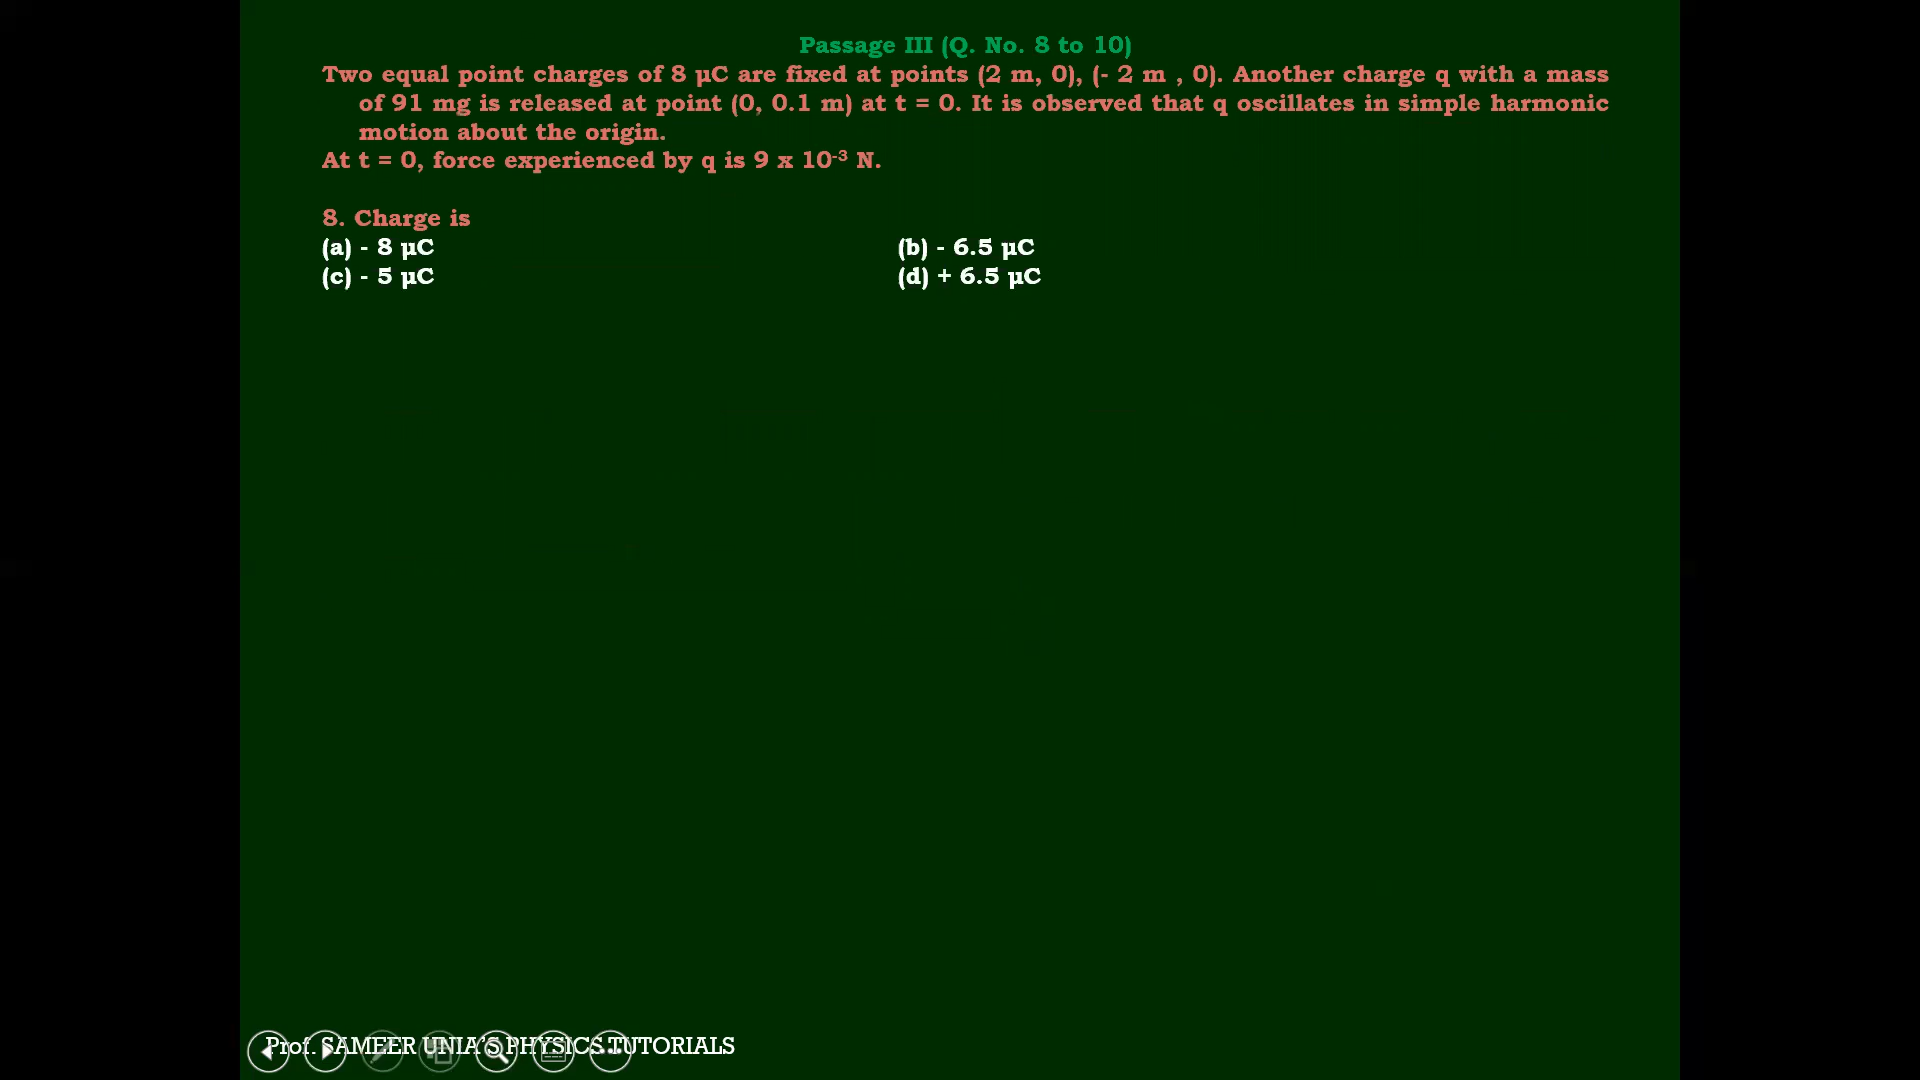 Passage III (Q. No. 8 to 10)
Two equal point charges of 8 µC are fixed at points (2 m, 0), (- 2 m , 0). Another charge q with a mass
of 91 mg is released at point (0, 0.1 m) at t = 0. It is observed that q oscillates in simple harmonic
motion about the origin.
At t = 0, force experienced by q is 9 x 10⁻³ N.
8. Charge is
(a) - 8 µC (b) - 6.5 µC
(c) - 5 µC (d) + 6.5 µC
Prof. SAMEER UNIA'S PHYSICS TUTORIALS